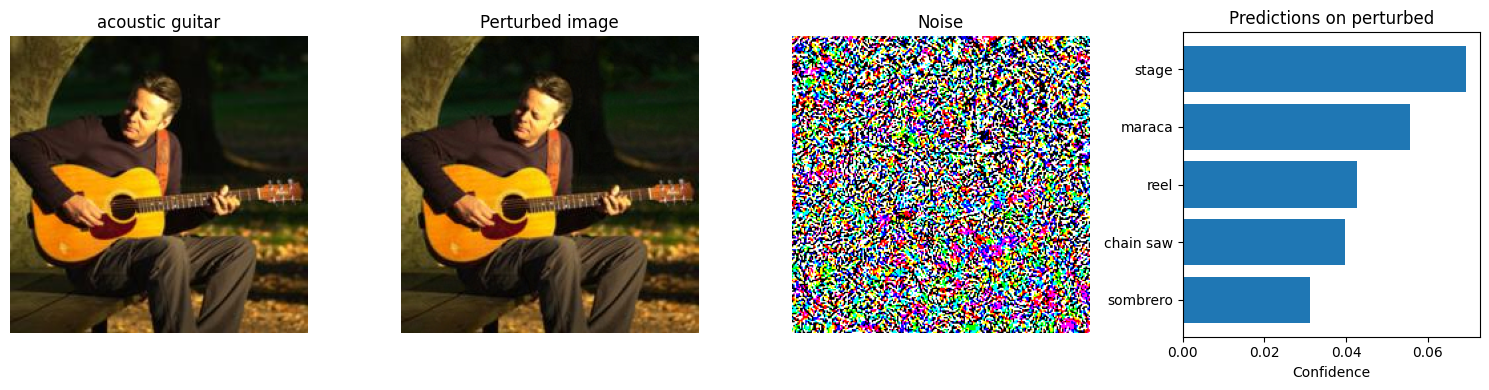 acoustic guitar
Perturbed image
Noise
Predictions on perturbed
stage
maraca
reel
chain saw
sombrero
0.00 0.02 0.04 0.06
Confidence